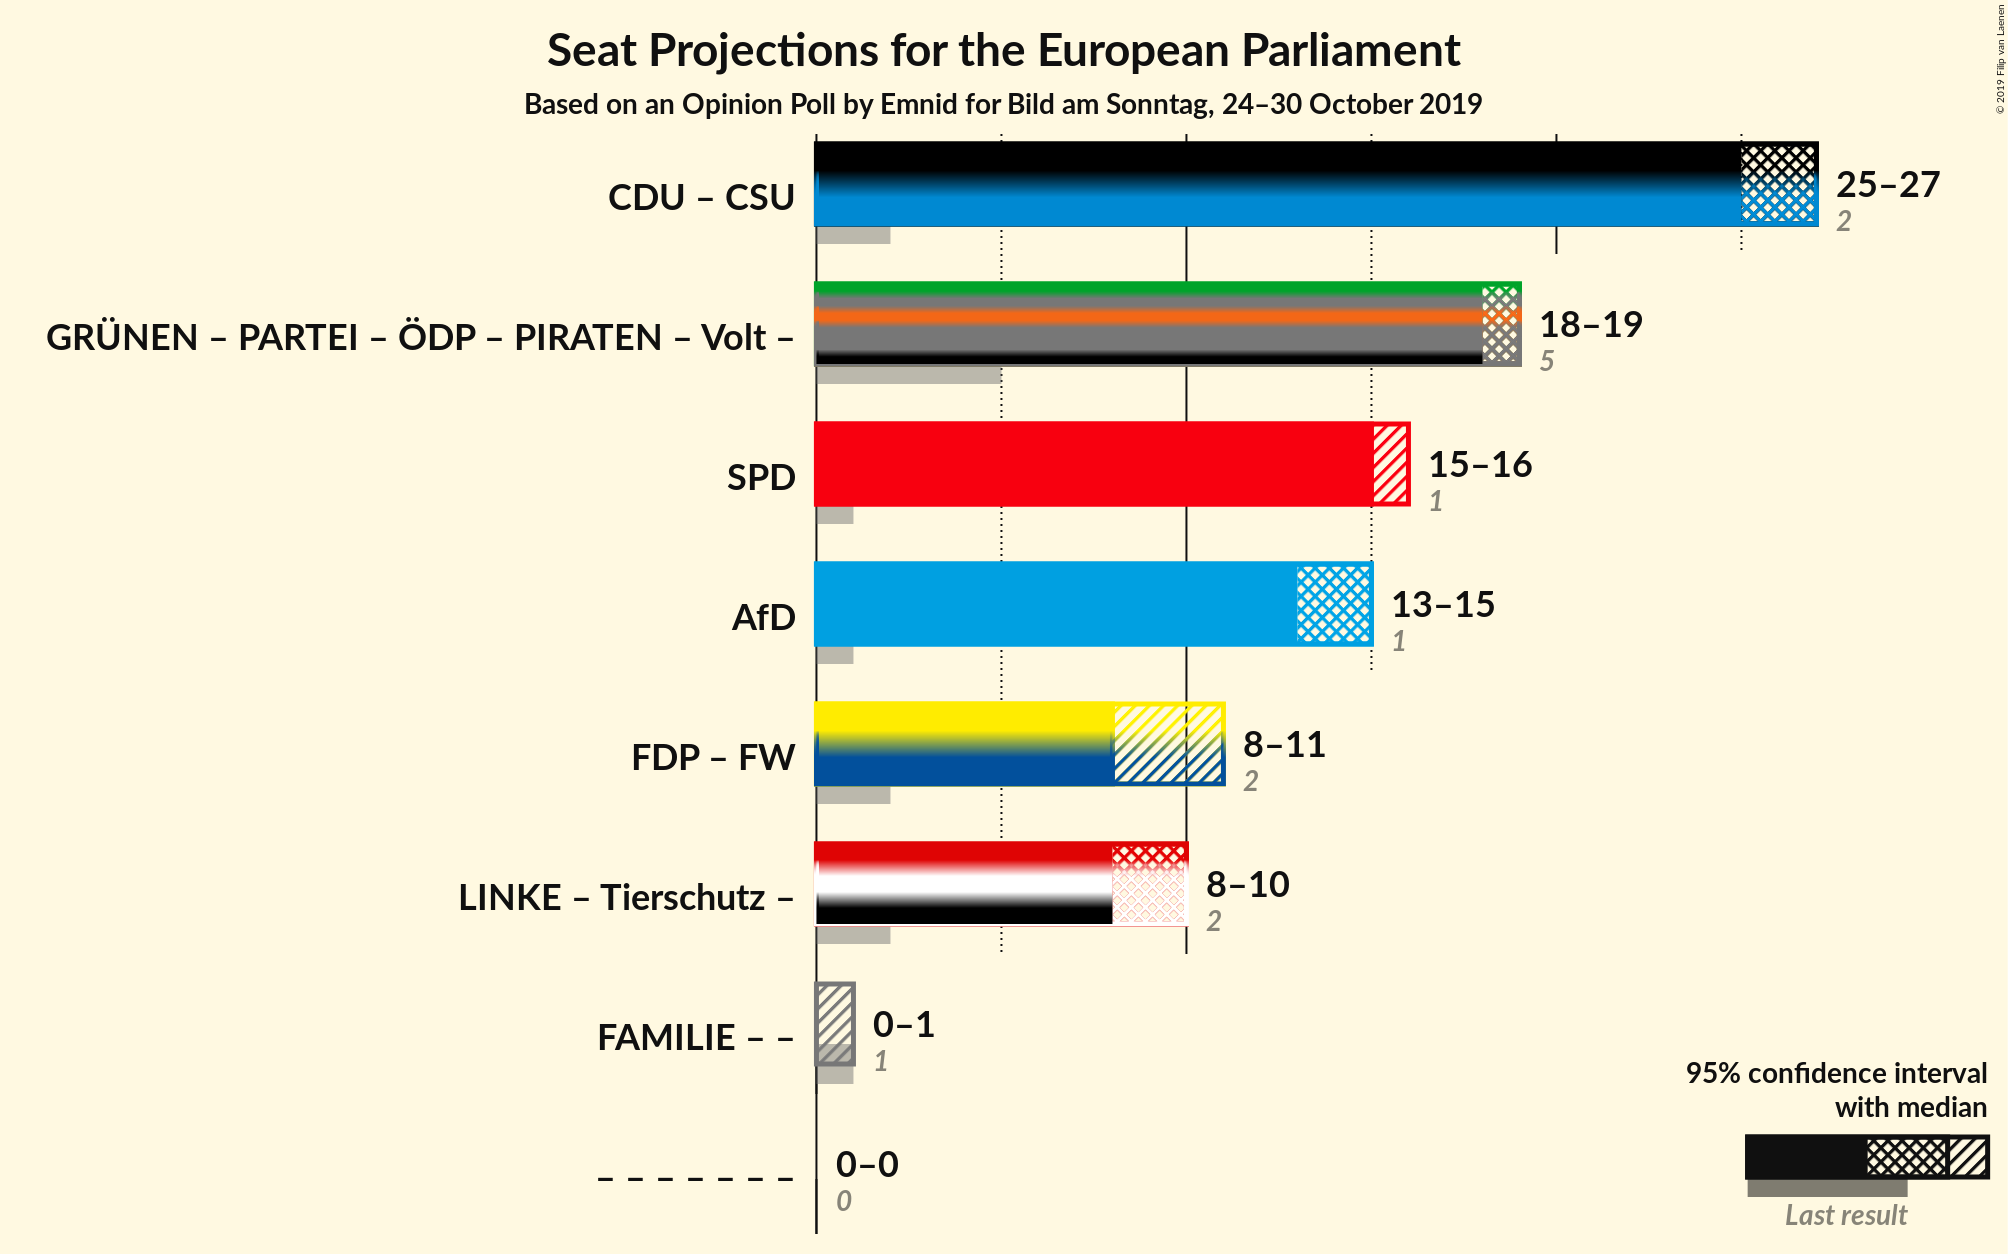 Seat Projections for the European Parliament
Based on an Opinion Poll by Emnid for Bild am Sonntag, 24–30 October 2019
© 2019 Filip van Laenen
CDU – CSU
25–27
2
GRÜNEN – PARTEI – ÖDP – PIRATEN – Volt –
18–19
5
SPD
15–16
1
AfD
13–15
1
FDP – FW
8–11
2
LINKE – Tierschutz –
8–10
2
FAMILIE – –
0–1
1
– – – – – – –
0–0
0
95% confidence interval
with median
Last result